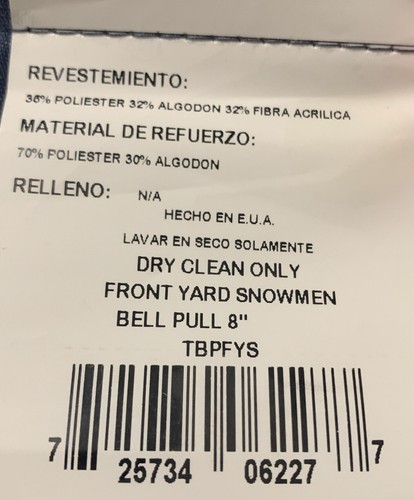 REVESTEMIENTO:
36% POLIESTER 32% ALGODON 32% FIBRA ACRILICA
MATERIAL DE REFUERZO:
70% POLIESTER 30% ALGODON
RELLENO: N/A
HECHO EN E.U.A.
LAVAR EN SECO SOLAMENTE
DRY CLEAN ONLY
FRONT YARD SNOWMEN
BELL PULL 8"
TBPFYS
7 25734 06227 7